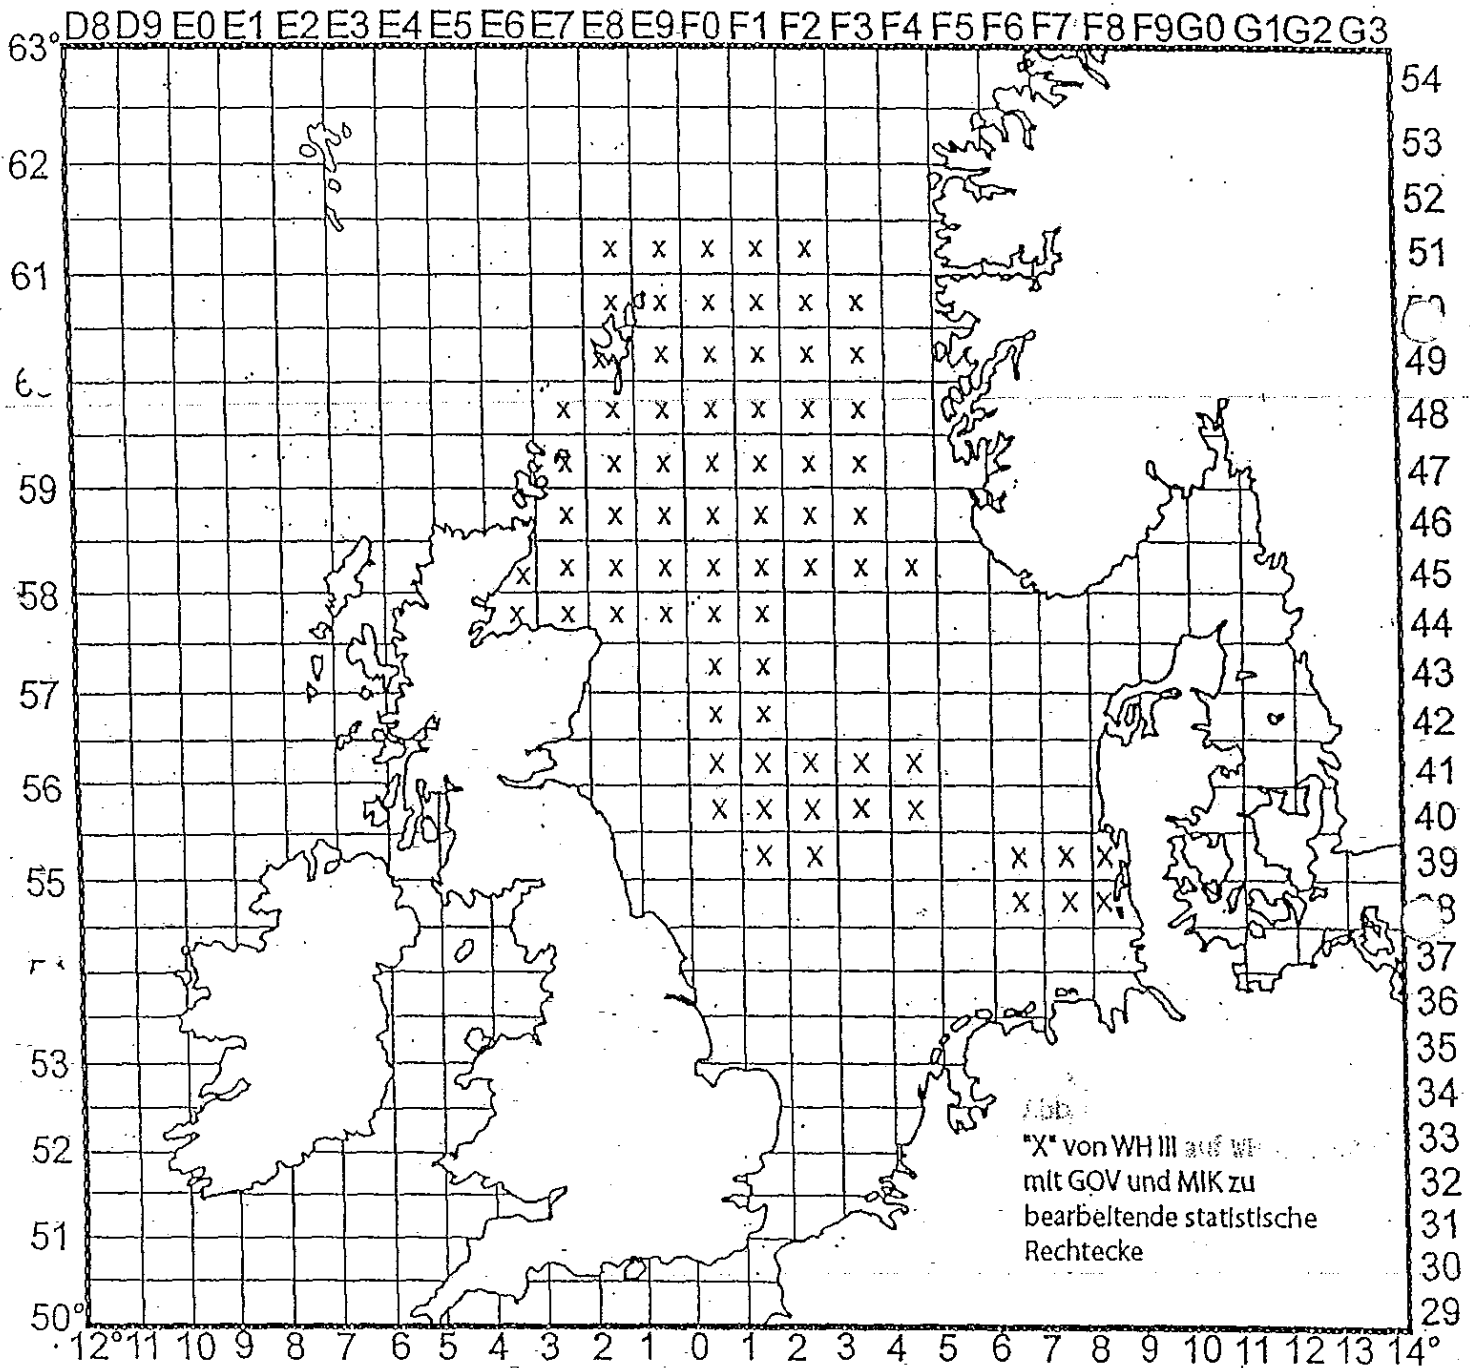 D8 D9 E0 E1 E2 E3 E4 E5 E6 E7 E8 E9 F0 F1 F2 F3 F4 F5 F6 F7 F8 F9 G0 G1 G2 G3
63° 54
53
62
52
X X X X X 51
61
X X X X X X
X X X X X X 49
X X X X X X X 48
X X X X X X X 47
59
X X X X X X X 46
X X X X X X X X X 45
58
X X X X X X 44
X X 43
57
X X 42
X X X X X 41
56
X X X X X 40
X X X X X 39
55
X X X
37
36
53 35
34
52 33
32
51 31
30
50° 29
Abb.
"X" von WH III auf WH
mit GOV und MIK zu
bearbeitende statistische
Rechtecke
12° 11 10 9 8 7 6 5 4 3 2 1 0 1 2 3 4 5 6 7 8 9 10 11 12 13 14°